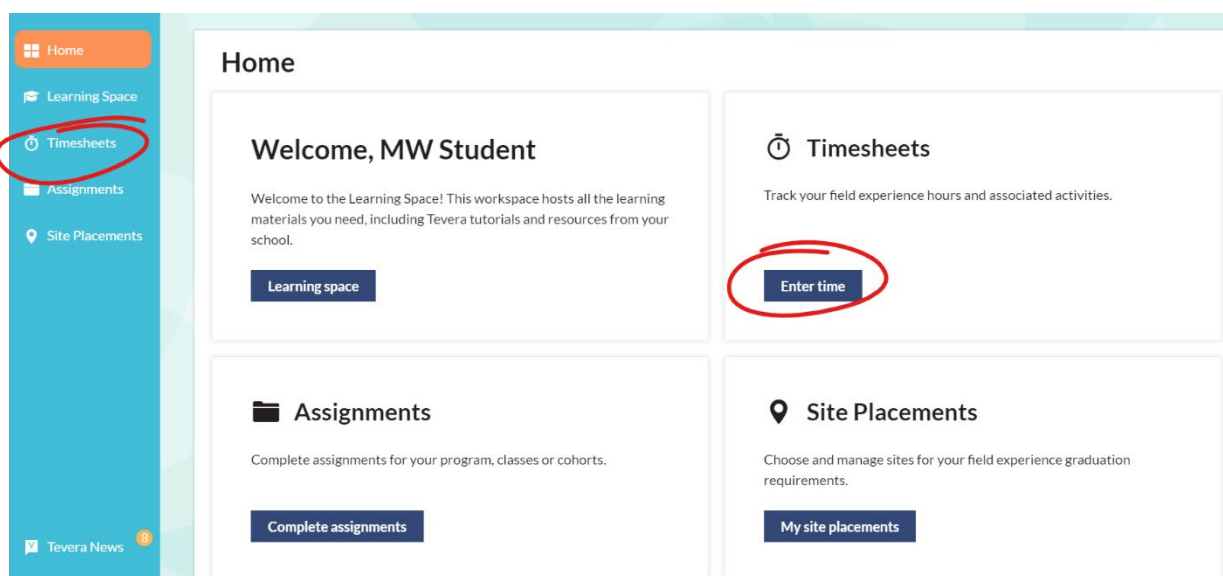 Home
Learning Space
Timesheets
Assignments
Site Placements
Tevera News
8
Home
Welcome, MW Student
Welcome to the Learning Space! This workspace hosts all the learning
materials you need, including Tevera tutorials and resources from your
school.
Learning space
Timesheets
Track your field experience hours and associated activities.
Enter time
Assignments
Complete assignments for your program, classes or cohorts.
Complete assignments
Site Placements
Choose and manage sites for your field experience graduation
requirements.
My site placements